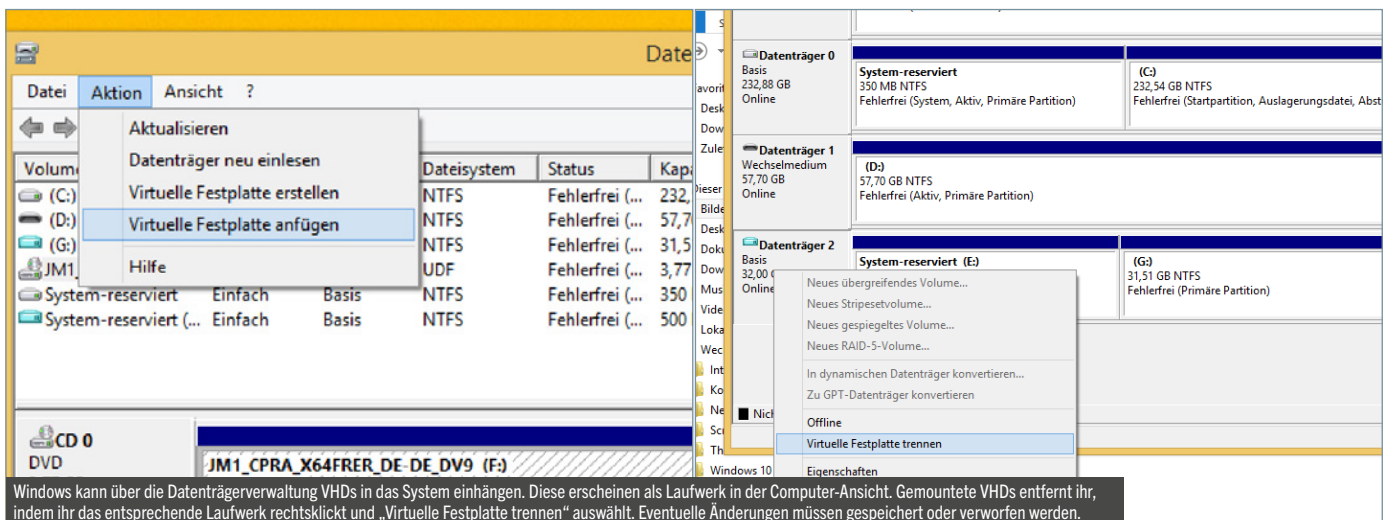 Date
Datei Aktion Ansicht ?
Aktualisieren
Datenträger neu einlesen
Virtuelle Festplatte erstellen
Virtuelle Festplatte anfügen
Hilfe
Dateisystem Status
(C:) NTFS Fehlerfrei (... 232,
(D:) NTFS Fehlerfrei (... 57,7
(G:) NTFS Fehlerfrei (... 31,5
JM1_ UDF Fehlerfrei (... 3,77
System-reserviert Einfach Basis NTFS Fehlerfrei (... 350
System-reserviert (... Einfach Basis NTFS Fehlerfrei (... 500
CD 0
DVD
JM1_CPRA_X64FRER_DE-DE_DV9 (F:)
Datenträger 0
Basis
232,88 GB
Online
System-reserviert
350 MB NTFS
Fehlerfrei (System, Aktiv, Primäre Partition)
(C:)
232,54 GB NTFS
Fehlerfrei (Startpartition, Auslagerungsdatei, Abst
Datenträger 1
Wechselmedium
57,70 GB
Online
(D:)
57,70 GB NTFS
Fehlerfrei (Aktiv, Primäre Partition)
Datenträger 2
Basis
32,00
Online
System-reserviert (E:)
(G:)
31,51 GB NTFS
Fehlerfrei (Primäre Partition)
Neues übergreifendes Volume...
Neues Stripesetvolume...
Neues gespiegeltes Volume...
Neues RAID-5-Volume...
In dynamischen Datenträger konvertieren...
Zu GPT-Datenträger konvertieren
Offline
Virtuelle Festplatte trennen
Eigenschaften
Windows 10
Windows kann über die Datenträgerverwaltung VHDs in das System einhängen. Diese erscheinen als Laufwerk in der Computer-Ansicht. Gemountete VHDs entfernt ihr,
indem ihr das entsprechende Laufwerk rechtsklickt und „Virtuelle Festplatte trennen“ auswählt. Eventuelle Änderungen müssen gespeichert oder verworfen werden.